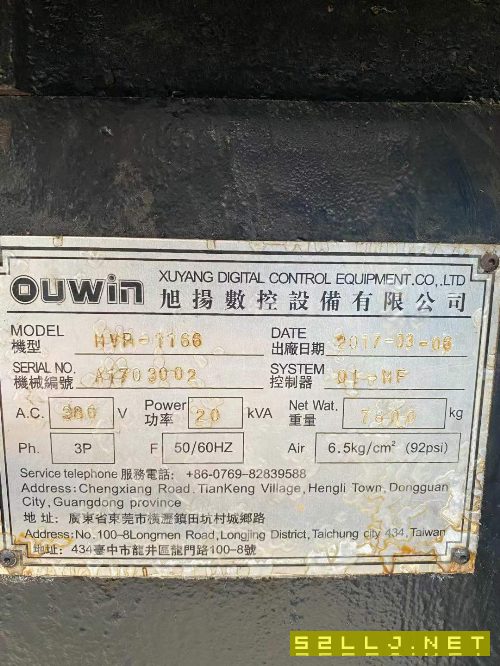 ouwin XUYANG DIGITAL CONTROL EQUIPMENT.CO.,LTD
旭揚數控設備有限公司
MODEL 機型 DATE 出廠日期 2017-03-06
SERIAL NO. 機械編號 A1703002 SYSTEM 控制器 01-MF
A.C. 380 V Power 功率 20 kVA Net Wat. 重量 kg
Ph. 3P F 50/60HZ Air 6.5kg/cm² (92psi)
Service telephone 服務電話: +86-0769-82839588
Address: Chengxiang Road. TianKeng Village, Hengli Town, Dongguan
City, Guangdong province
地 址: 廣東省東莞市橫瀝鎮田坑村城鄉路
Address: No.100-8Longmen Road, Longjing District, Taichung city 434, Taiwan
地址: 434臺中市龍井區龍門路100-8號
52LLJ.NET